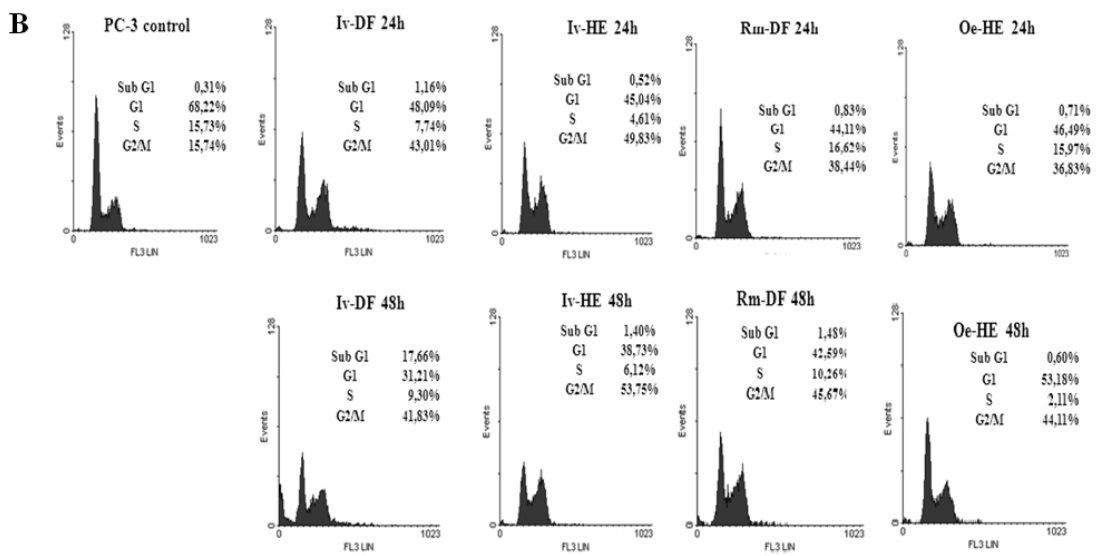 B
PC-3 control
128
Sub G1 0,31%
G1 68,22%
S 15,73%
G2/M 15,74%
Events
0
0 1023
FL3 LIN
Iv-DF 24h
128
Sub G1 1,16%
G1 48,09%
S 7,74%
G2/M 43,01%
Events
0
0 1023
FL3 LIN
Iv-HE 24h
128
Sub G1 0,52%
G1 45,04%
S 4,61%
G2/M 49,83%
Events
0
0 1023
FL3 LIN
Rm-DF 24h
128
Sub G1 0,83%
G1 44,11%
S 16,62%
G2/M 38,44%
Events
0
0 1023
Oe-HE 24h
128
Sub G1 0,71%
G1 46,49%
S 15,97%
G2/M 36,83%
Events
0
0 1023
FL3 LIN
Iv-DF 48h
128
Sub G1 17,66%
G1 31,21%
S 9,30%
G2/M 41,83%
Events
0
0 1023
FL3 LIN
Iv-HE 48h
128
Sub G1 1,40%
G1 38,73%
S 6,12%
G2/M 53,75%
Events
0
0 1023
FL3 LIN
Rm-DF 48h
128
Sub G1 1,48%
G1 42,59%
S 10,26%
G2/M 45,67%
Events
0
0 1023
FL3 LIN
Oe-HE 48h
128
Sub G1 0,60%
G1 53,18%
S 2,11%
G2/M 44,11%
Events
0
0 1023
FL3 LIN